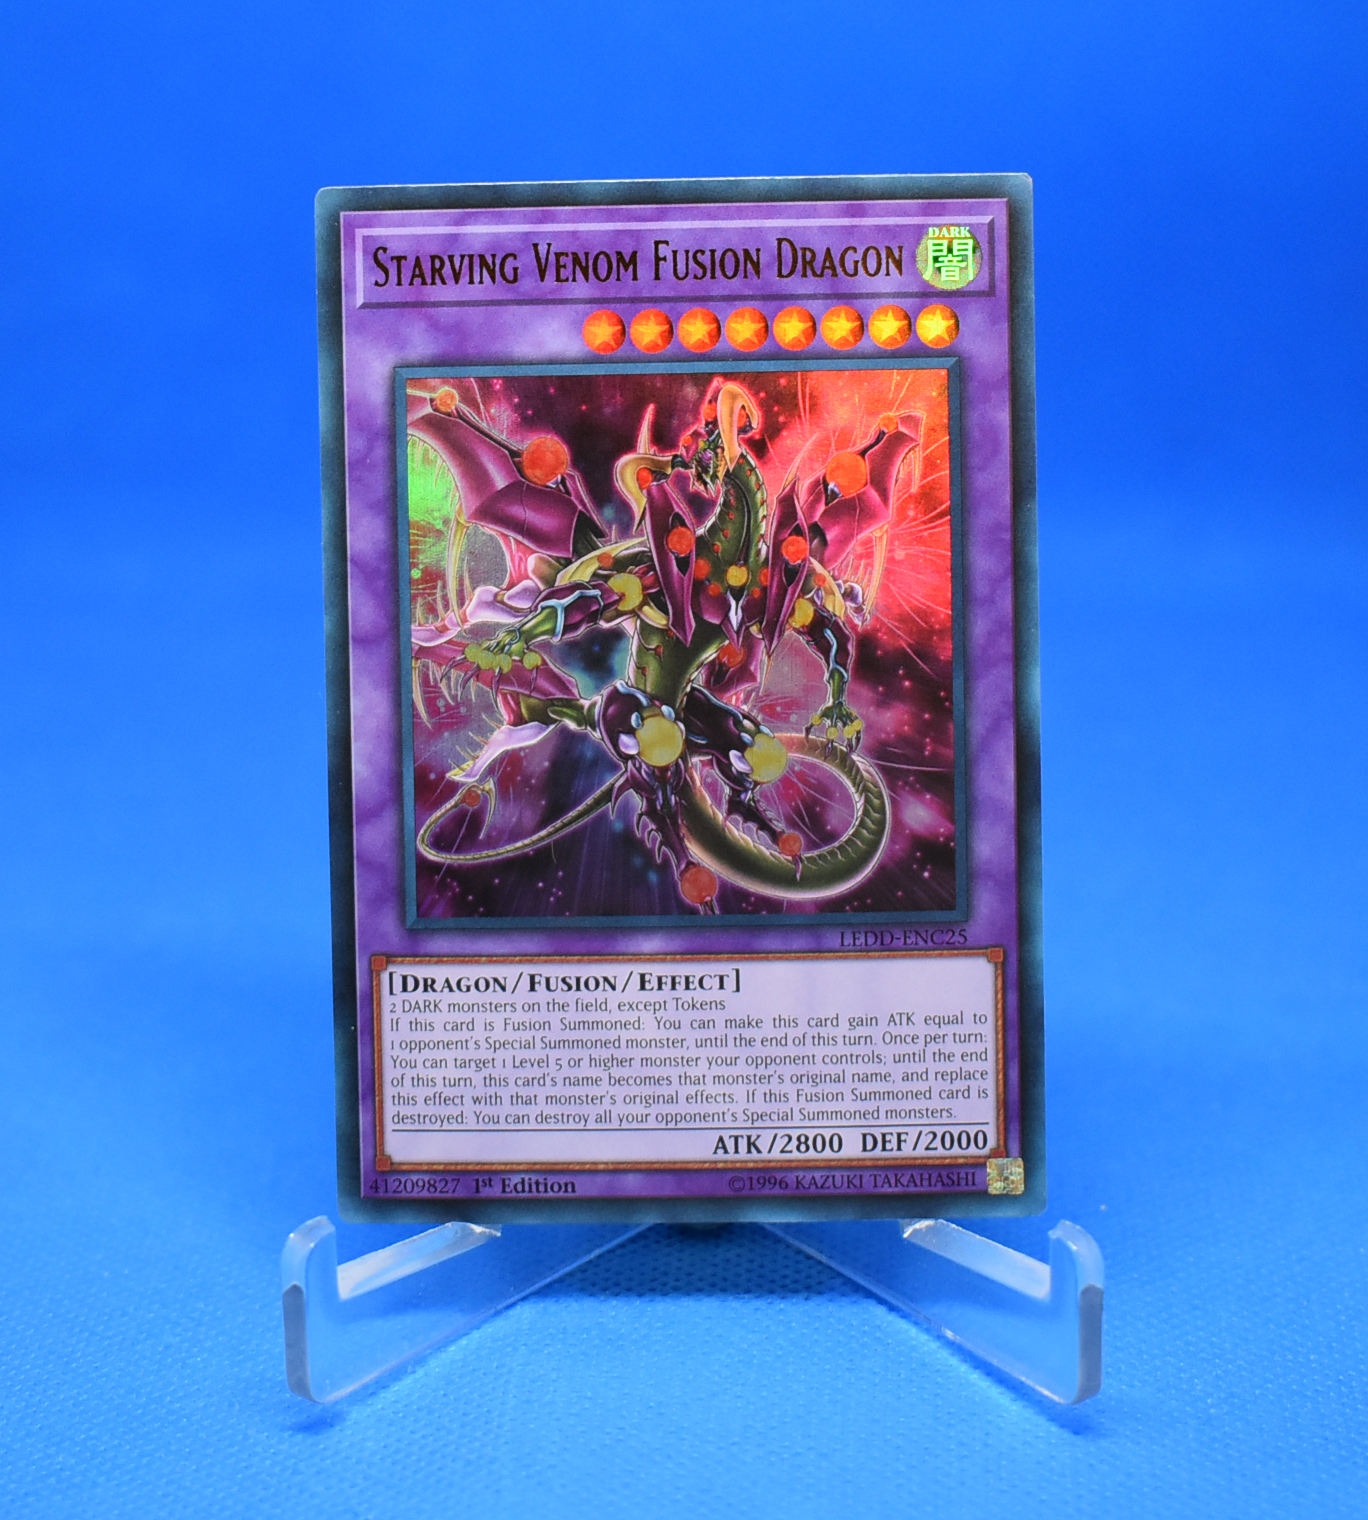 STARVING VENOM FUSION DRAGON
DARK
闇
LEDD-ENC25
[DRAGON/FUSION/EFFECT]
2 DARK monsters on the field, except Tokens
If this card is Fusion Summoned: You can make this card gain ATK equal to
1 opponent's Special Summoned monster, until the end of this turn. Once per turn:
You can target 1 Level 5 or higher monster your opponent controls; until the end
of this turn, this card's name becomes that monster's original name, and replace
this effect with that monster's original effects. If this Fusion Summoned card is
destroyed: You can destroy all your opponent's Special Summoned monsters.
ATK/2800 DEF/2000
41209827 1st Edition ©1996 KAZUKI TAKAHASHI